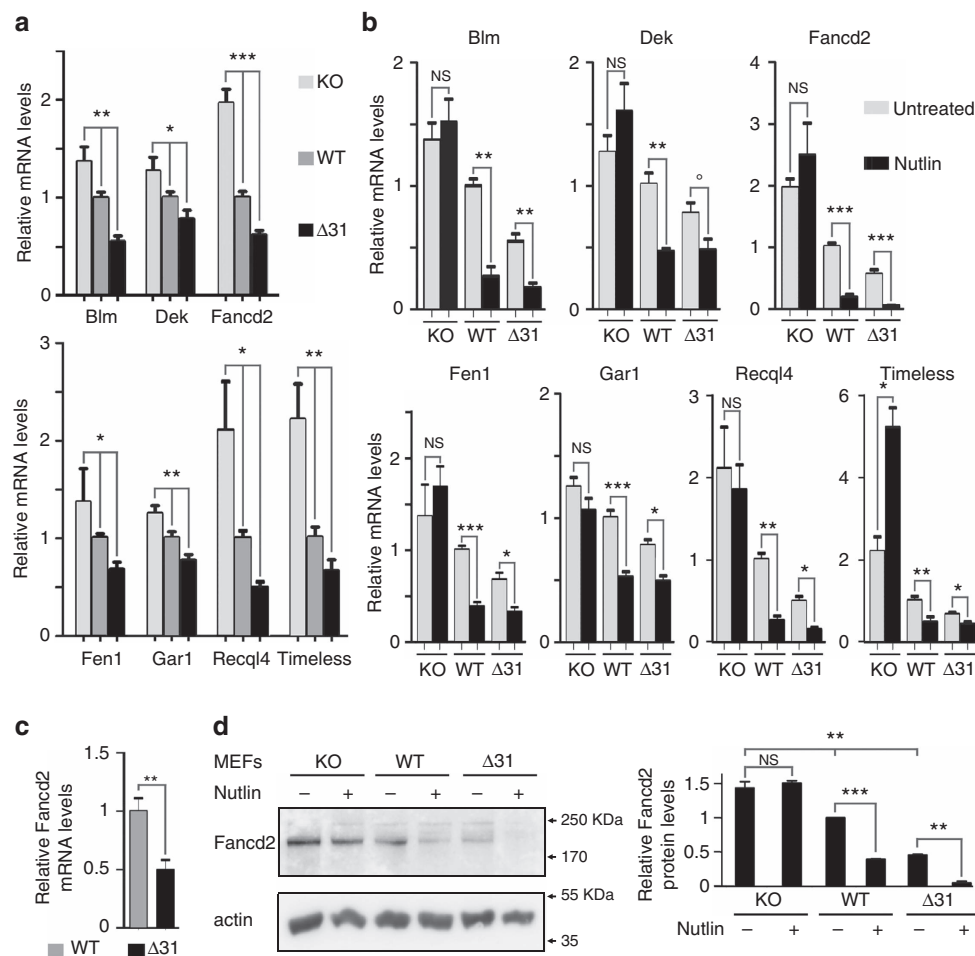 a
Relative mRNA levels
2
1
0
** * ***
KO
WT
Δ31
Blm Dek Fancd2
Relative mRNA levels
3
2
1
0
* ** * **
Fen1 Gar1 Recql4 Timeless
b
Relative mRNA levels
Blm
2
1
0
NS ** **
KO WT Δ31
Dek
2
1
0
NS ** °
KO WT Δ31
Fancd2
4
3
2
1
0
NS *** ***
KO WT Δ31
Untreated
Nutlin
Relative mRNA levels
Fen1
2
1
0
NS *** *
KO WT Δ31
Gar1
2
1
0
NS *** *
KO WT Δ31
Recql4
3
2
1
0
NS ** *
KO WT Δ31
Timeless
6
4
2
0
* ** *
KO WT Δ31
c
Relative Fancd2
mRNA levels
1.5
1
0.5
0
**
WT Δ31
d
MEFs KO WT Δ31
Nutlin – + – + – +
Fancd2
250 KDa
170
actin
55 KDa
35
Relative Fancd2
protein levels
1.5
1
0.5
0
**
NS *** **
KO WT Δ31
Nutlin – + – + – +